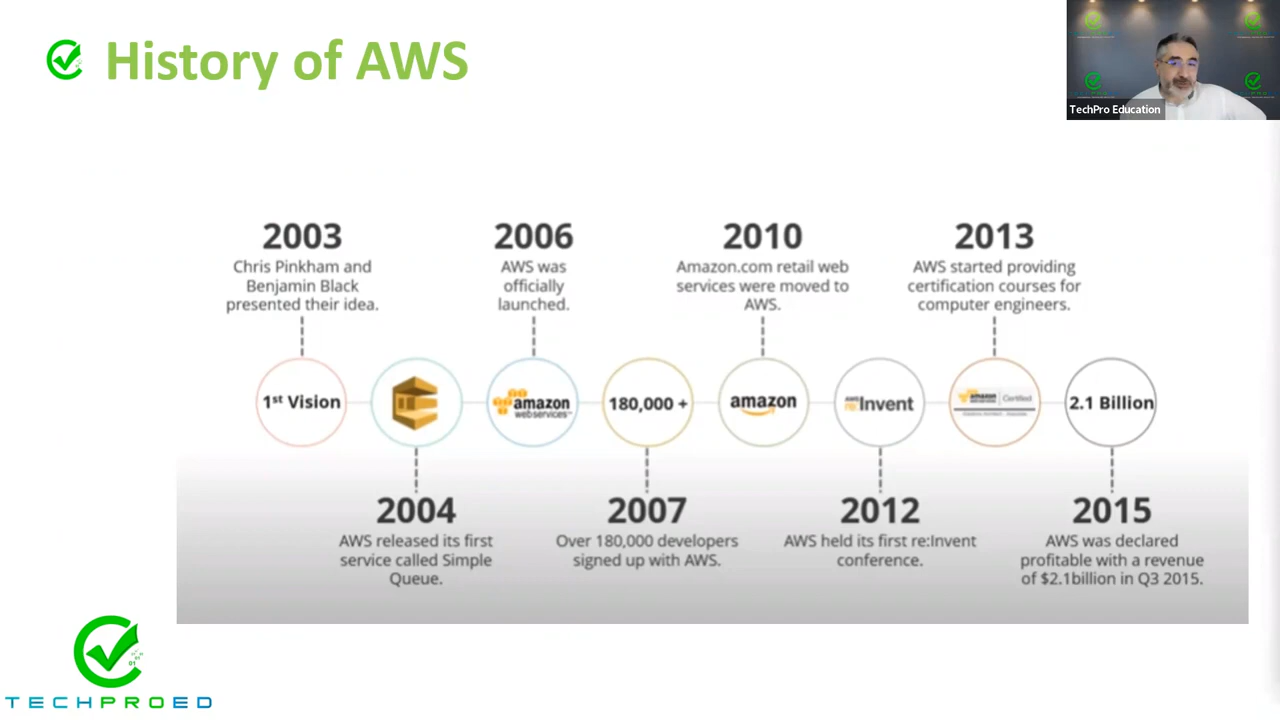 History of AWS
TechPro Education
2003
Chris Pinkham and
Benjamin Black
presented their idea.
2006
AWS was
officially
launched.
2010
Amazon.com retail web
services were moved to
AWS.
2013
AWS started providing
certification courses for
computer engineers.
1st Vision
amazon
webservices™
180,000 +
amazon
AWS
re:Invent
amazon
Certified
2.1 Billion
2004
AWS released its first
service called Simple
Queue.
2007
Over 180,000 developers
signed up with AWS.
2012
AWS held its first re:Invent
conference.
2015
AWS was declared
profitable with a revenue
of $2.1billion in Q3 2015.
TECHPROED